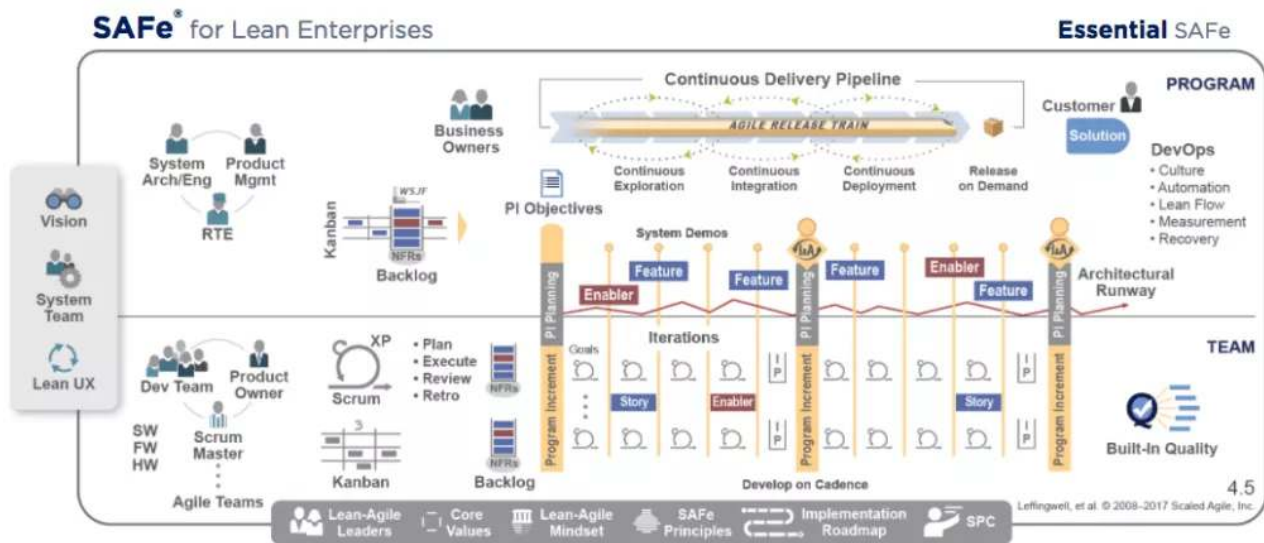 SAFe® for Lean Enterprises
Essential SAFe
Continuous Delivery Pipeline
PROGRAM
Business
Owners
AGILE RELEASE TRAIN
Customer
Solution
System
Arch/Eng
Product
Mgmt
RTE
Continuous
Exploration
Continuous
Integration
Continuous
Deployment
Release
on Demand
DevOps
• Culture
• Automation
• Lean Flow
• Measurement
• Recovery
Vision
System
Team
Lean UX
WSJF
Kanban
NFRs
Backlog
PI Objectives
System Demos
Enabler
Feature
Feature
Feature
Enabler
Feature
I&A
I&A
PI Planning
PI Planning
PI Planning
Architectural
Runway
TEAM
Dev Team
Product
Owner
Scrum
Master
SW
FW
HW
Agile Teams
XP
Scrum
• Plan
• Execute
• Review
• Retro
3
Kanban
NFRs
NFRs
Backlog
Iterations
Goals
Story
Enabler
Story
I
P
I
P
I
P
I
P
Program Increment
Program Increment
Program Increment
Develop on Cadence
Built-In Quality
4.5
Leffingwell, et al. © 2008–2017 Scaled Agile, Inc.
Lean-Agile
Leaders
Core
Values
Lean-Agile
Mindset
SAFe
Principles
Implementation
Roadmap
SPC